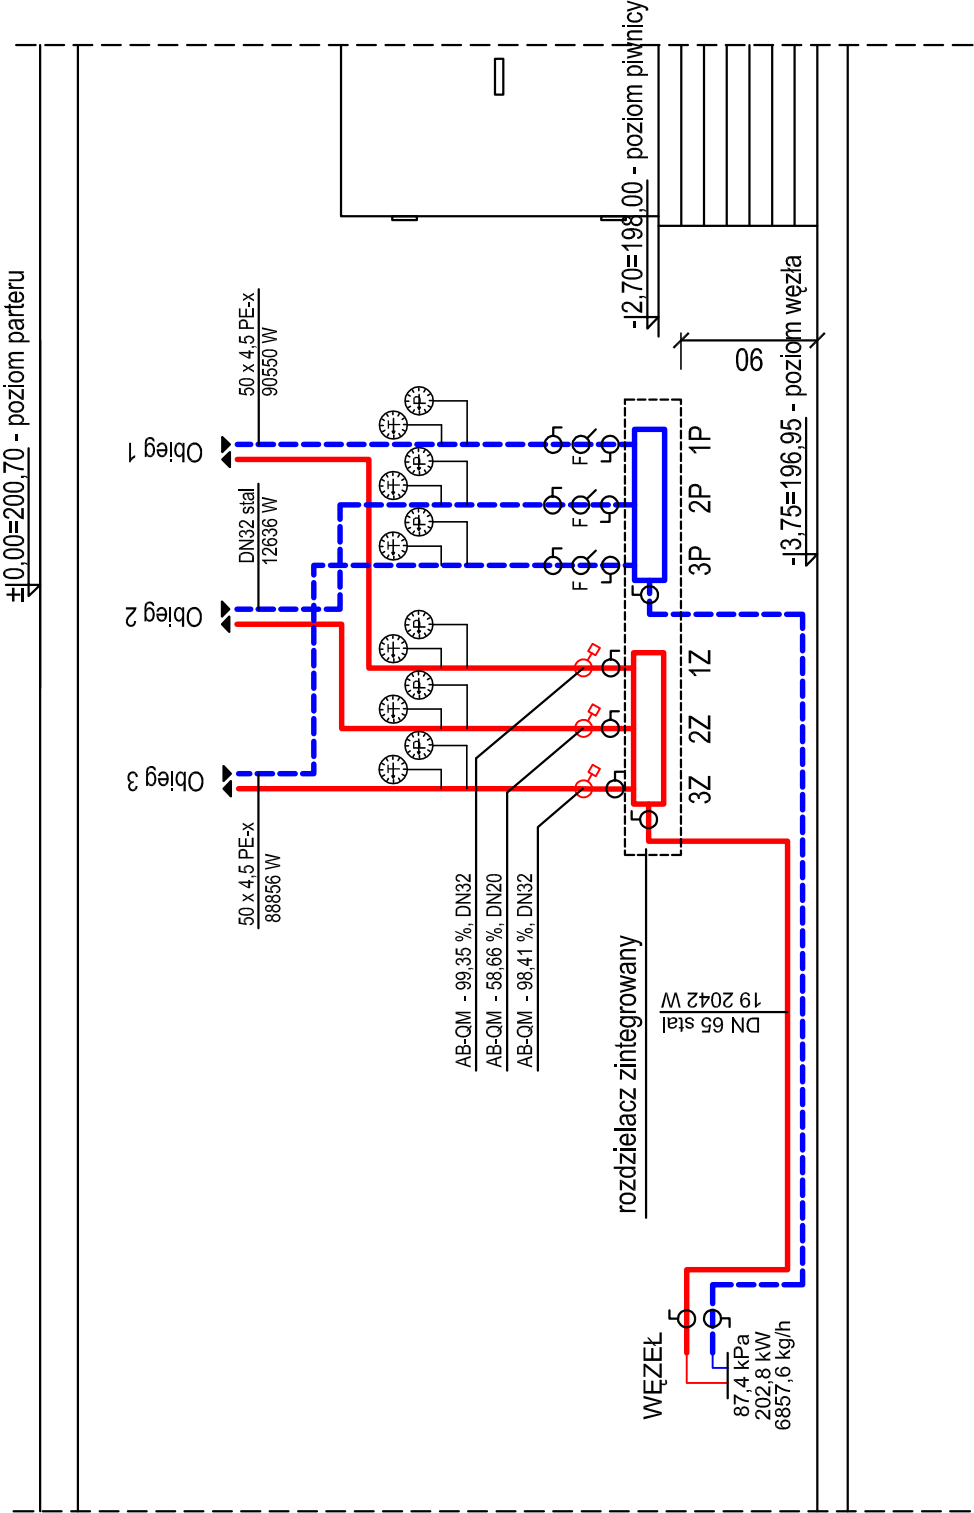 ±0,00=200,70 - poziom parteru
Obieg 1
Obieg 2
Obieg 3
50 x 4,5 PE-x
90550 W
DN32 stal
12636 W
50 x 4,5 PE-x
88856 W
T
P
T
P
T
P
T
P
T
P
T
P
F
F
F
1P
2P
3P
1Z
2Z
3Z
-2,70=198,00 - poziom piwnicy
90
-3,75=196,95 - poziom węzła
AB-QM - 99,35 %, DN32
AB-QM - 58,66 %, DN20
AB-QM - 98,41 %, DN32
rozdzielacz zintegrowany
DN 65 stal
19 2042 W
WĘZEŁ
87,4 kPa
202,8 kW
6857,6 kg/h